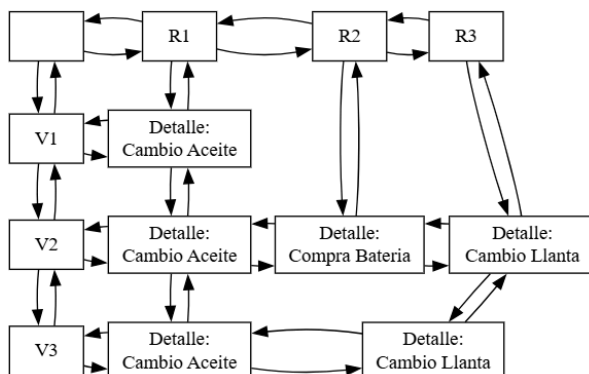 R1
R2
R3
V1
Detalle:
Cambio Aceite
V2
Detalle:
Cambio Aceite
Detalle:
Compra Bateria
Detalle:
Cambio Llanta
V3
Detalle:
Cambio Aceite
Detalle:
Cambio Llanta